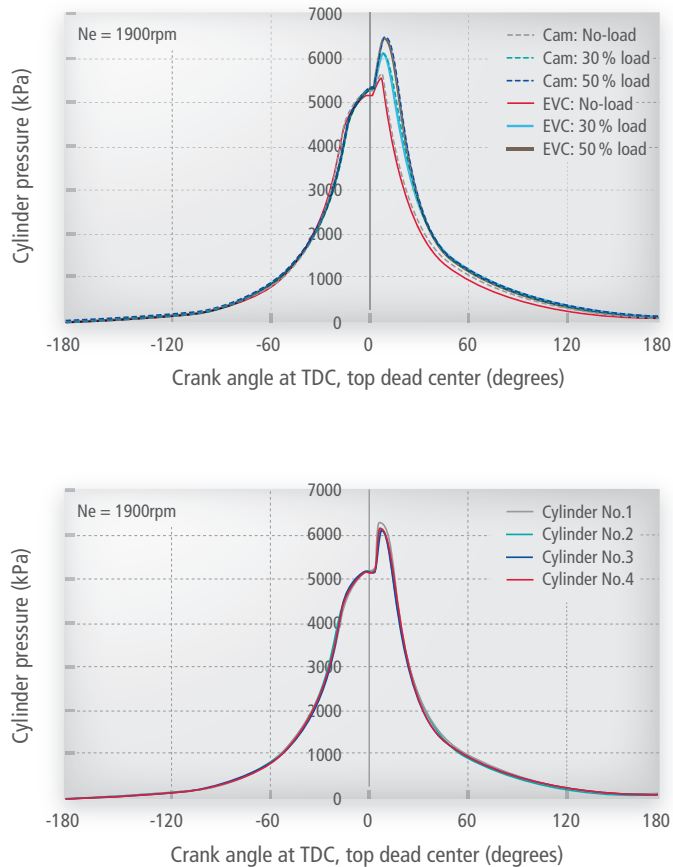 7000
Ne = 1900rpm
Cam: No-load
Cam: 30 % load
Cam: 50 % load
EVC: No-load
EVC: 30 % load
EVC: 50 % load
6000
5000
4000
3000
2000
1000
0
Cylinder pressure (kPa)
-180 -120 -60 0 60 120 180
Crank angle at TDC, top dead center (degrees)
7000
Ne = 1900rpm
Cylinder No.1
Cylinder No.2
Cylinder No.3
Cylinder No.4
6000
5000
4000
3000
2000
1000
0
Cylinder pressure (kPa)
-180 -120 -60 0 60 120 180
Crank angle at TDC, top dead center (degrees)